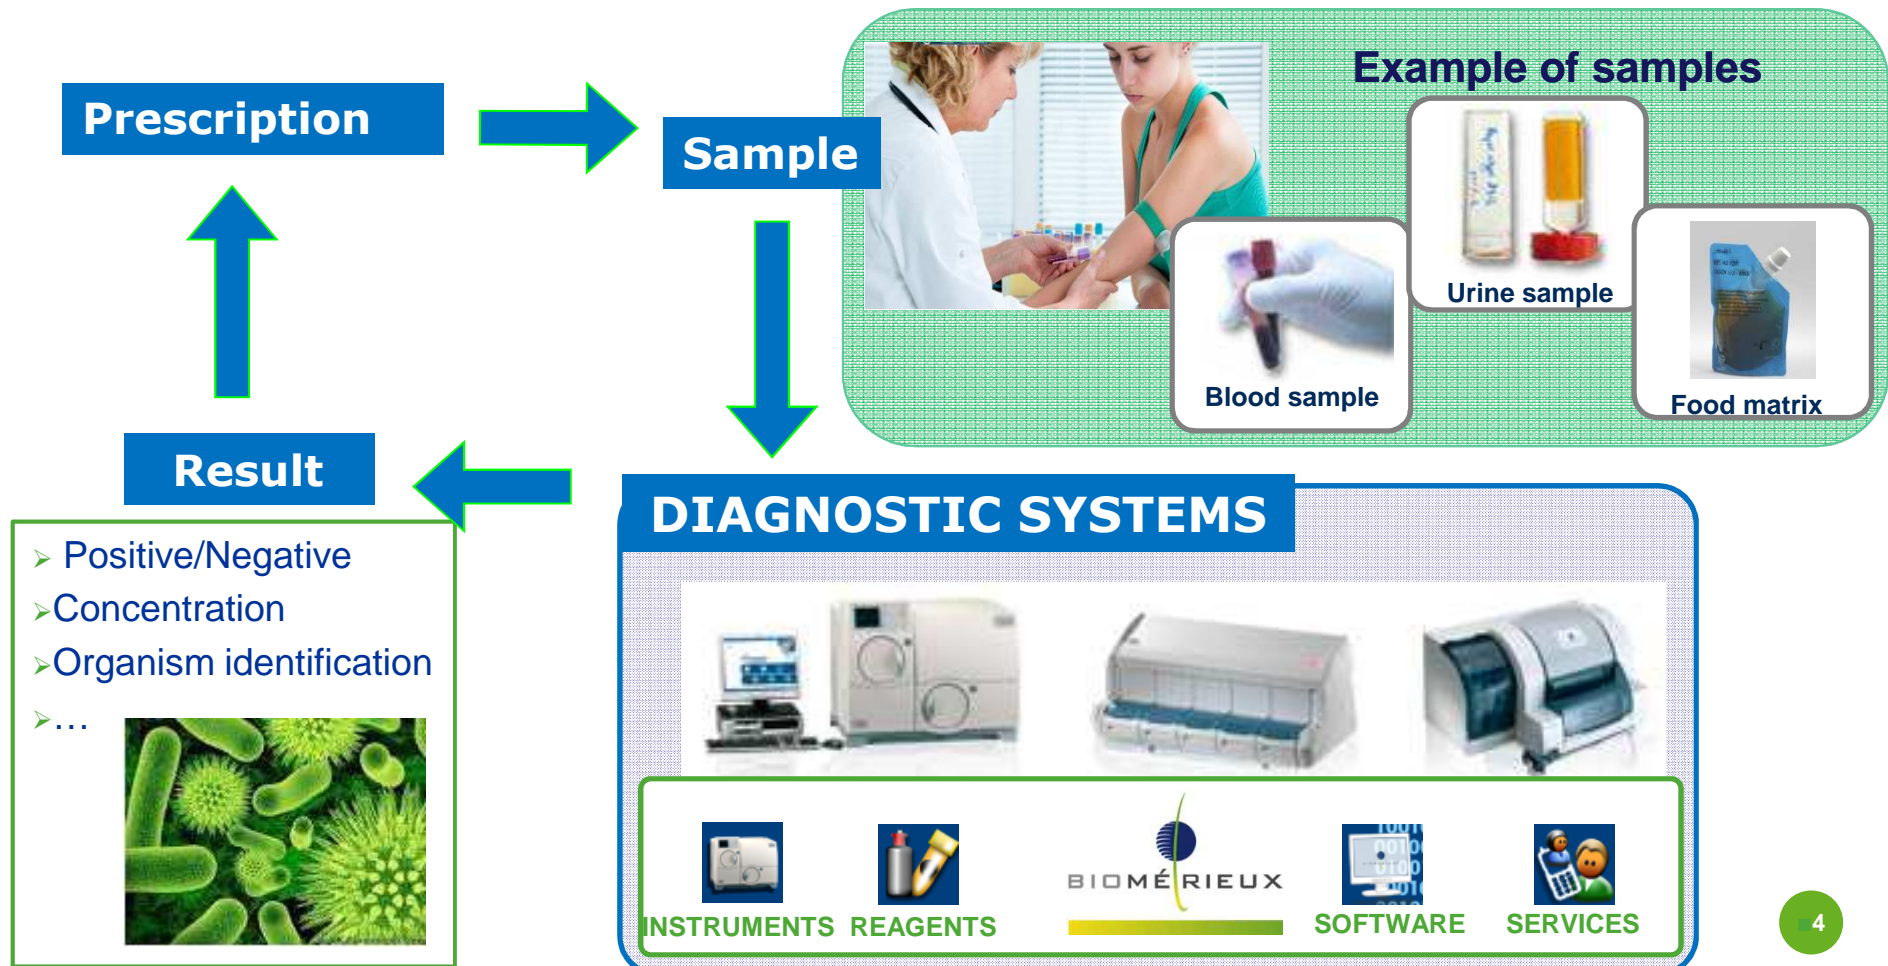 Prescription
Sample
Example of samples
Urine sample
Blood sample
Food matrix
Result
Positive/Negative
Concentration
Organism identification
…
DIAGNOSTIC SYSTEMS
BIOMÉRIEUX
INSTRUMENTS
REAGENTS
SOFTWARE
SERVICES
4